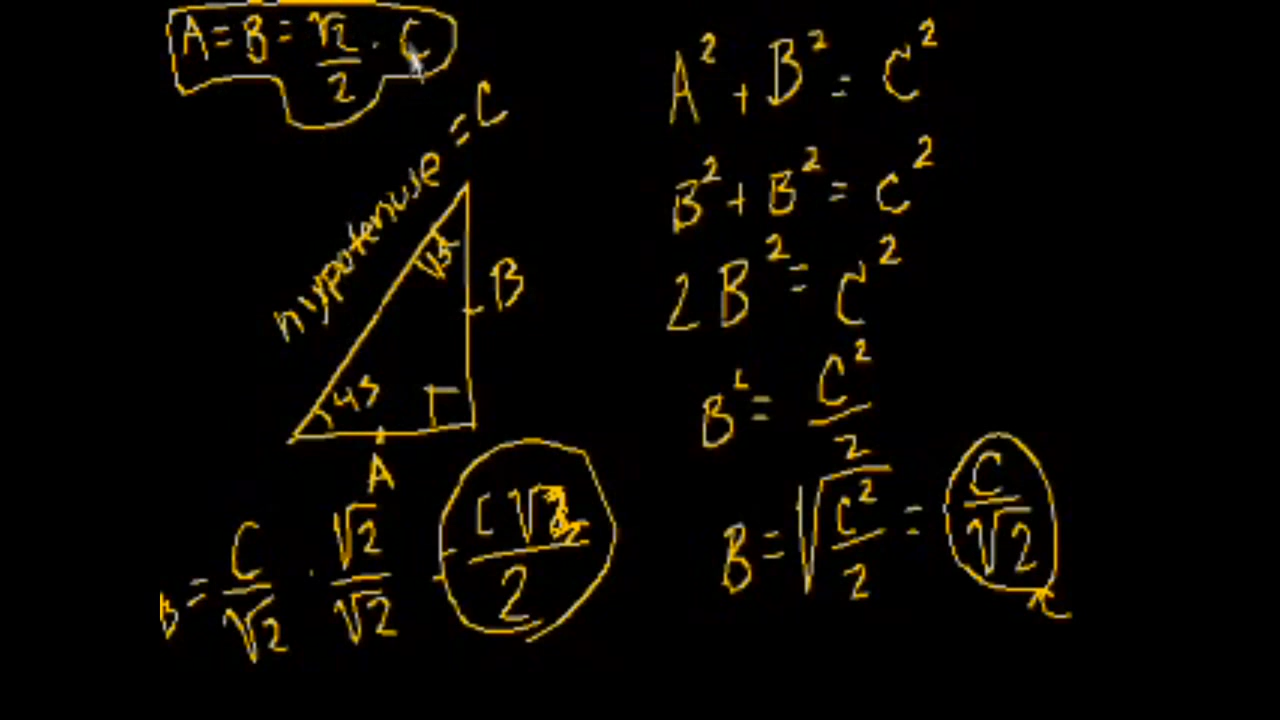 A = B = √2/2 · C
hypotenuse = C
45
B
45
A
B = C/√2 · √2/√2 = C√2/2
A² + B² = C²
B² + B² = C²
2B² = C²
B² = C²/2
B = √(C²/2) = C/√2